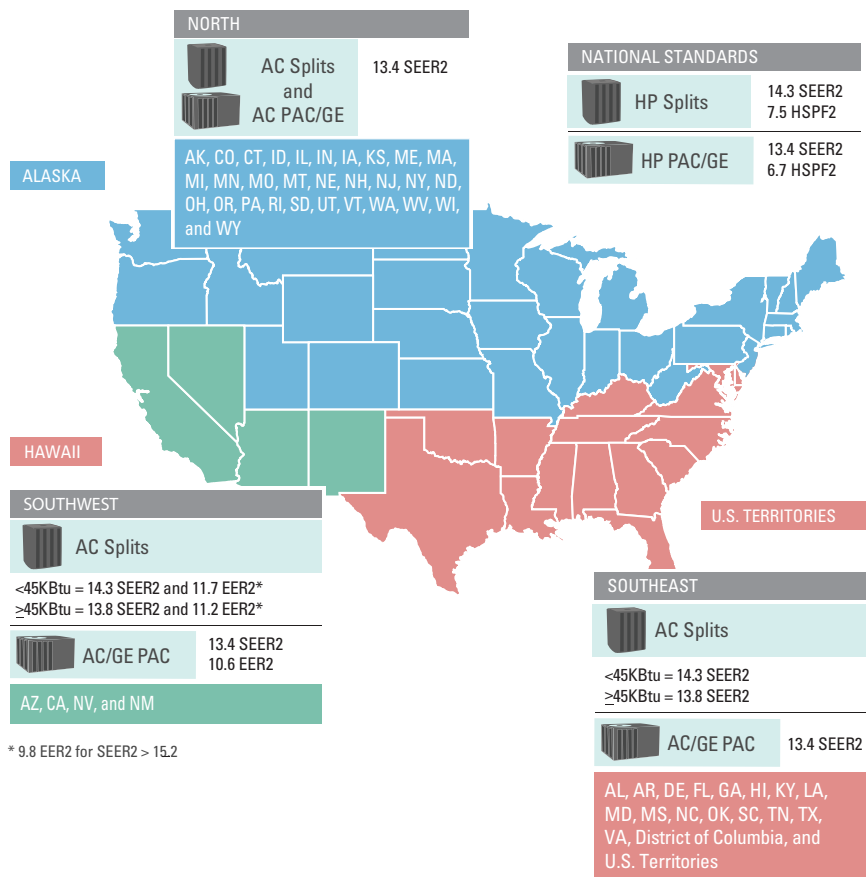 NORTH
AC Splits
and
AC PAC/GE
13.4 SEER2
AK, CO, CT, ID, IL, IN, IA, KS, ME, MA,
MI, MN, MO, MT, NE, NH, NJ, NY, ND,
OH, OR, PA, RI, SD, UT, VT, WA, WV, WI,
and WY
NATIONAL STANDARDS
HP Splits
14.3 SEER2
7.5 HSPF2
HP PAC/GE
13.4 SEER2
6.7 HSPF2
ALASKA
HAWAII
U.S. TERRITORIES
SOUTHWEST
AC Splits
<45KBtu = 14.3 SEER2 and 11.7 EER2*
≥45KBtu = 13.8 SEER2 and 11.2 EER2*
AC/GE PAC
13.4 SEER2
10.6 EER2
AZ, CA, NV, and NM
* 9.8 EER2 for SEER2 > 15.2
SOUTHEAST
AC Splits
<45KBtu = 14.3 SEER2
≥45KBtu = 13.8 SEER2
AC/GE PAC
13.4 SEER2
AL, AR, DE, FL, GA, HI, KY, LA,
MD, MS, NC, OK, SC, TN, TX,
VA, District of Columbia, and
U.S. Territories